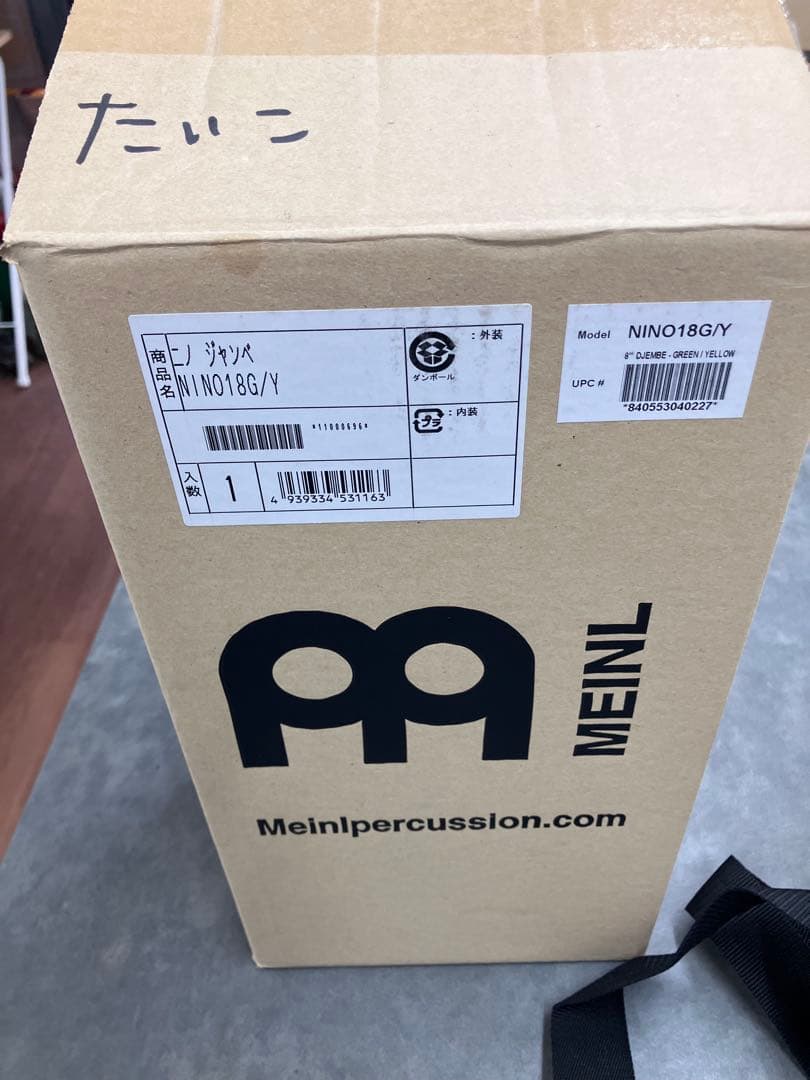 たいこ
商品名
ニノ ジャンベ
NINO18G/Y
*11000696*
入数
1
4 939334 531163
:外装
ダンボール
:内装
プラ
Model NINO18G/Y
8" DJEMBE - GREEN / YELLOW
UPC #
*840553040227*
MEINL
Meinlpercussion.com